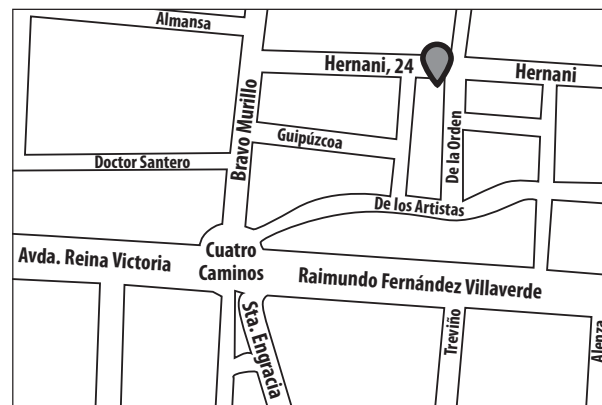 Almansa
Hernani, 24
Hernani
Bravo Murillo
Guipúzcoa
De la Orden
Doctor Santero
De los Artistas
Avda. Reina Victoria
Cuatro
Caminos
Raimundo Fernández Villaverde
Sta. Engracia
Treviño
Alenza